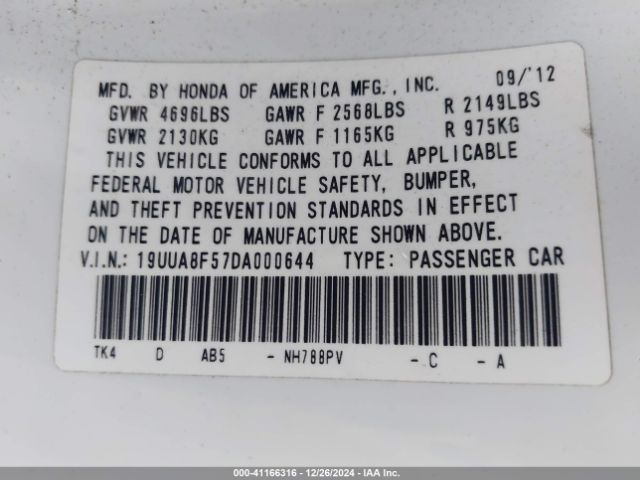 MFD. BY HONDA OF AMERICA MFG., INC. 09/'12
GVWR 4696LBS GAWR F 2568LBS R 2149LBS
GVWR 2130KG GAWR F 1165KG R 975KG
THIS VEHICLE CONFORMS TO ALL APPLICABLE
FEDERAL MOTOR VEHICLE SAFETY, BUMPER,
AND THEFT PREVENTION STANDARDS IN EFFECT
ON THE DATE OF MANUFACTURE SHOWN ABOVE.
V.I.N.: 19UUA8F57DA000644 TYPE: PASSENGER CAR
TK4 D AB5 - NH788PV - C - A
000-41166316 - 12/26/2024 - IAA Inc.